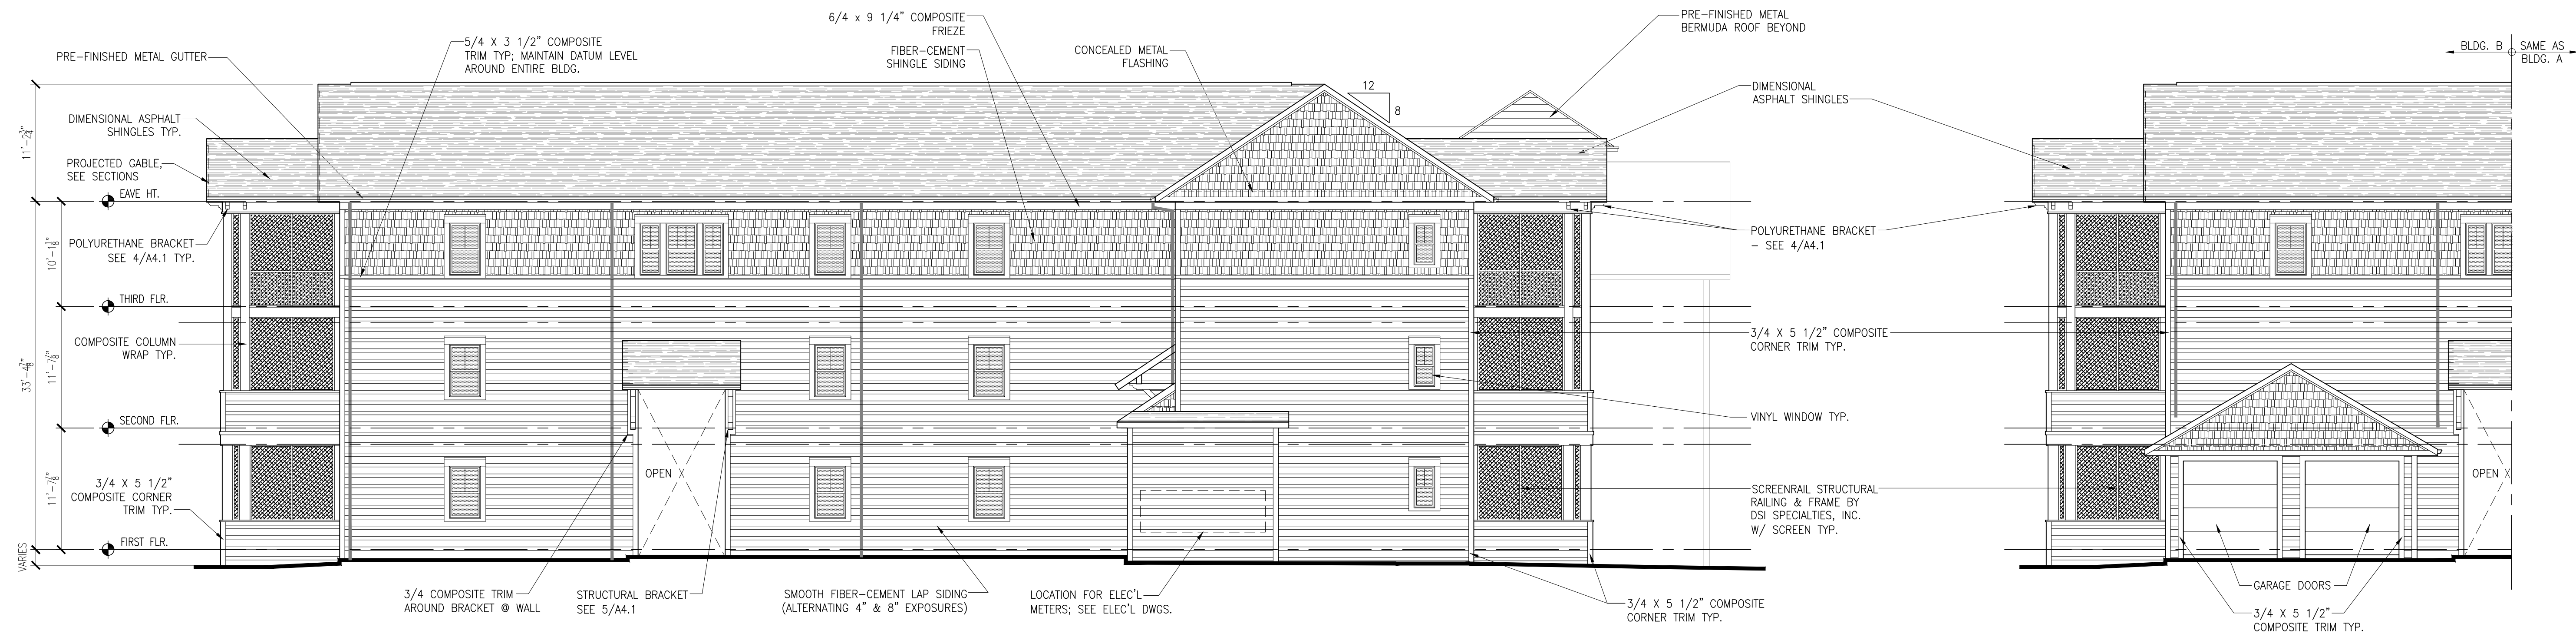 6/4 x 9 1/4" COMPOSITE
FRIEZE
PRE-FINISHED METAL
BERMUDA ROOF BEYOND
5/4 X 3 1/2" COMPOSITE
TRIM TYP; MAINTAIN DATUM LEVEL
AROUND ENTIRE BLDG.
PRE-FINISHED METAL GUTTER
FIBER-CEMENT
SHINGLE SIDING
CONCEALED METAL
FLASHING
BLDG. B
SAME AS
BLDG. A
12
8
DIMENSIONAL
ASPHALT SHINGLES
DIMENSIONAL ASPHALT
SHINGLES TYP.
PROJECTED GABLE,
SEE SECTIONS
11'-2 3/4"
EAVE HT.
POLYURETHANE BRACKET
SEE 4/A4.1 TYP.
POLYURETHANE BRACKET
- SEE 4/A4.1
10'-1 1/8"
THIRD FLR.
COMPOSITE COLUMN
WRAP TYP.
3/4 X 5 1/2" COMPOSITE
CORNER TRIM TYP.
33'-4 7/8"
11'-7 7/8"
VINYL WINDOW TYP.
SECOND FLR.
OPEN
OPEN
3/4 X 5 1/2"
COMPOSITE CORNER
TRIM TYP.
11'-7 7/8"
SCREENRAIL STRUCTURAL
RAILING & FRAME BY
DSI SPECIALTIES, INC.
W/ SCREEN TYP.
FIRST FLR.
VARIES
3/4 COMPOSITE TRIM
AROUND BRACKET @ WALL
STRUCTURAL BRACKET
SEE 5/A4.1
SMOOTH FIBER-CEMENT LAP SIDING
(ALTERNATING 4" & 8" EXPOSURES)
LOCATION FOR ELEC'L
METERS; SEE ELEC'L DWGS.
3/4 X 5 1/2" COMPOSITE
CORNER TRIM TYP.
GARAGE DOORS
3/4 X 5 1/2"
COMPOSITE TRIM TYP.